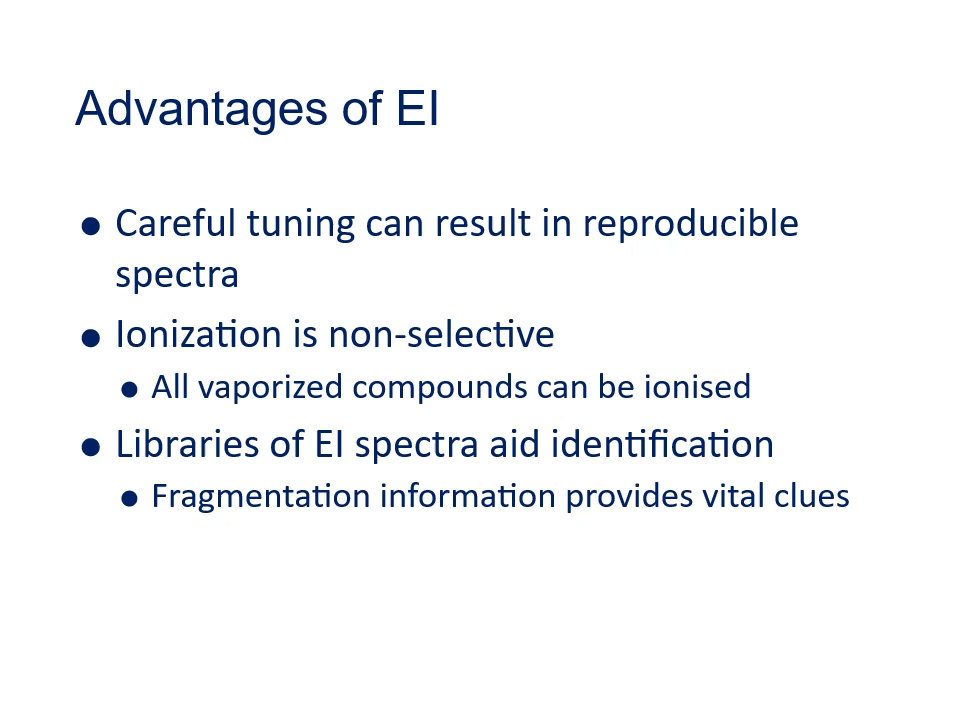 Advantages of EI
● Careful tuning can result in reproducible
spectra
● Ionization is non-selective
● All vaporized compounds can be ionised
● Libraries of EI spectra aid identification
● Fragmentation information provides vital clues